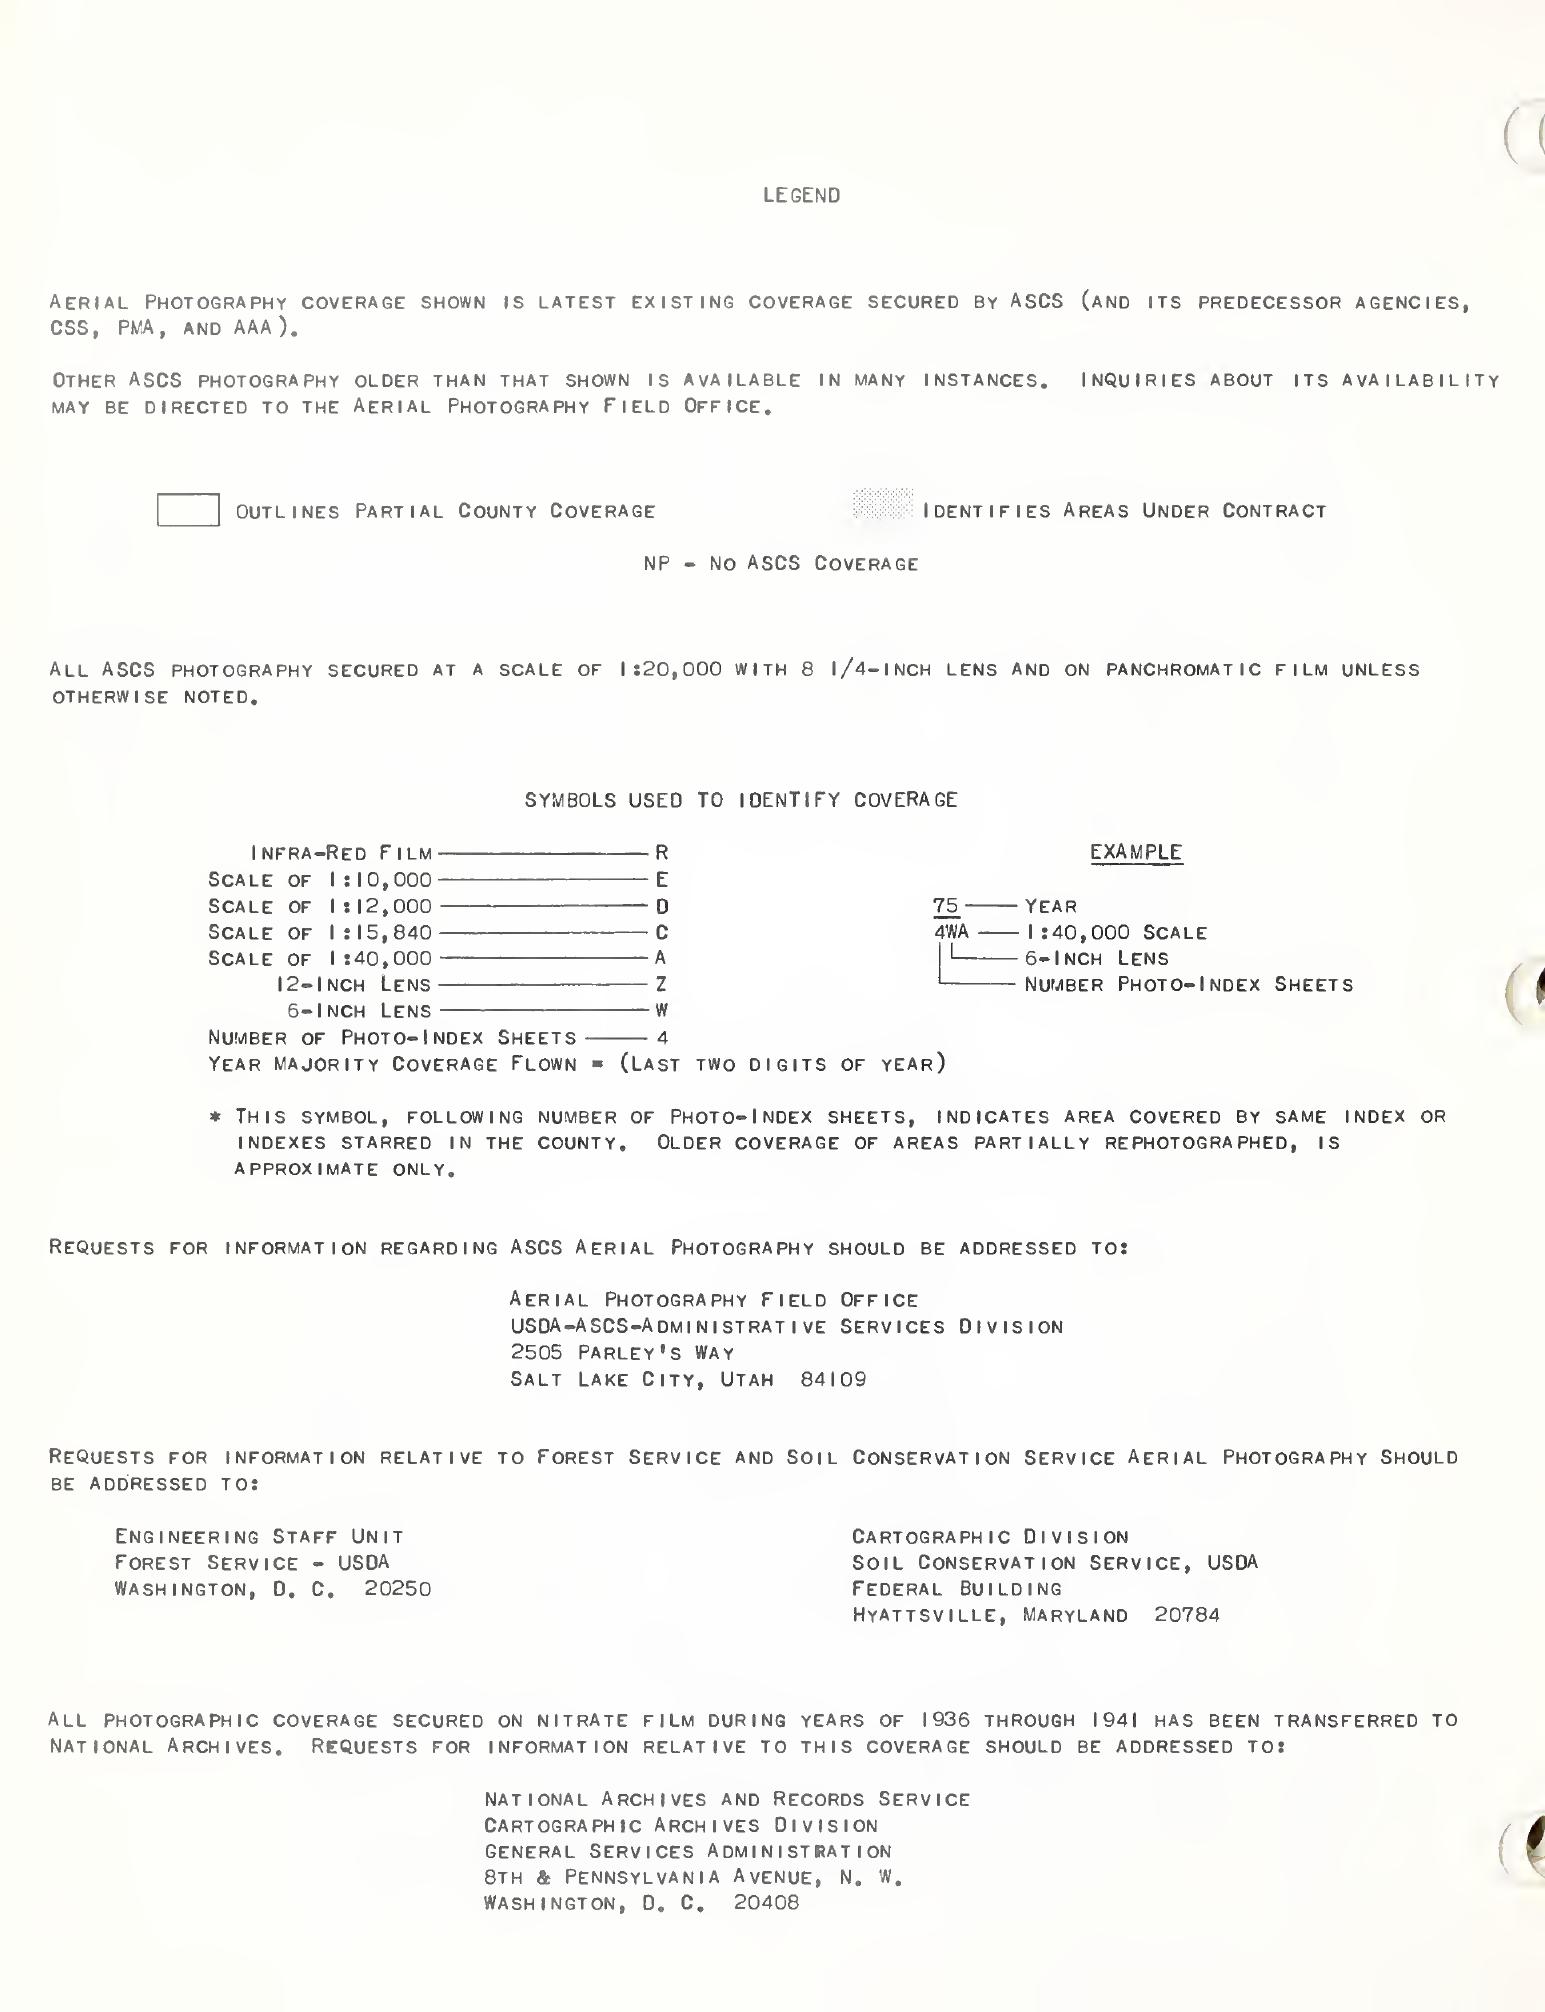 LEGEND
Aerial Photography coverage shown is latest existing coverage secured by ASCS (and its predecessor agencies,
CSS, PMA, and AAA).
Other ASCS photography older than that shown is available in many instances. Inquiries about its availability
may be directed to the Aerial Photography Field Office.
Outlines Partial County Coverage Identifies Areas Under Contract
NP - No ASCS Coverage
All ASCS photography secured at a scale of 1:20,000 with 8 1/4-inch lens and on panchromatic film unless
otherwise noted.
SYMBOLS USED TO IDENTIFY COVERAGE
Infra-Red Film R EXAMPLE
Scale of 1:10,000 E
Scale of 1:12,000 D 75 Year
Scale of 1:15,840 C 4WA 1:40,000 Scale
Scale of 1:40,000 A 6-Inch Lens
12-Inch Lens Z Number Photo-Index Sheets
6-Inch Lens W
Number of Photo-Index Sheets 4
Year Majority Coverage Flown = (Last two digits of year)
* This symbol, following number of Photo-Index sheets, indicates area covered by same index or
indexes starred in the county. Older coverage of areas partially rephotographed, is
approximate only.
Requests for information regarding ASCS Aerial Photography should be addressed to:
Aerial Photography Field Office
USDA-ASCS-Administrative Services Division
2505 Parley's Way
Salt Lake City, Utah 84109
Requests for information relative to Forest Service and Soil Conservation Service Aerial Photography Should
be addressed to:
Engineering Staff Unit Cartographic Division
Forest Service - USDA Soil Conservation Service, USDA
Washington, D. C. 20250 Federal Building
Hyattsville, Maryland 20784
All photographic coverage secured on nitrate film during years of 1936 through 1941 has been transferred to
National Archives. Requests for information relative to this coverage should be addressed to:
National Archives and Records Service
Cartographic Archives Division
General Services Administration
8th & Pennsylvania Avenue, N. W.
Washington, D. C. 20408